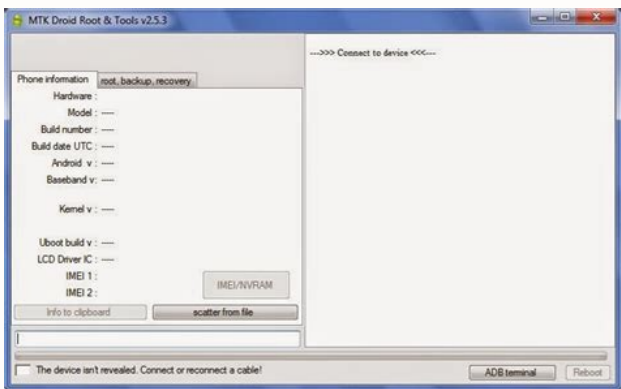 MTK Droid Root & Tools v2.5.3
--->>> Connect to device <<<---
Phone information root, backup, recovery
Hardware :
Model : ----
Build number : ----
Build date UTC : ----
Android v : ----
Baseband v: ----
Kernel v : ----
Uboot build v : ----
LCD Driver IC : ----
IMEI 1 :
IMEI 2 :
IMEI/NVRAM
Info to clipboard scatter from file
The device isn't revealed. Connect or reconnect a cable!
ADB terminal Reboot